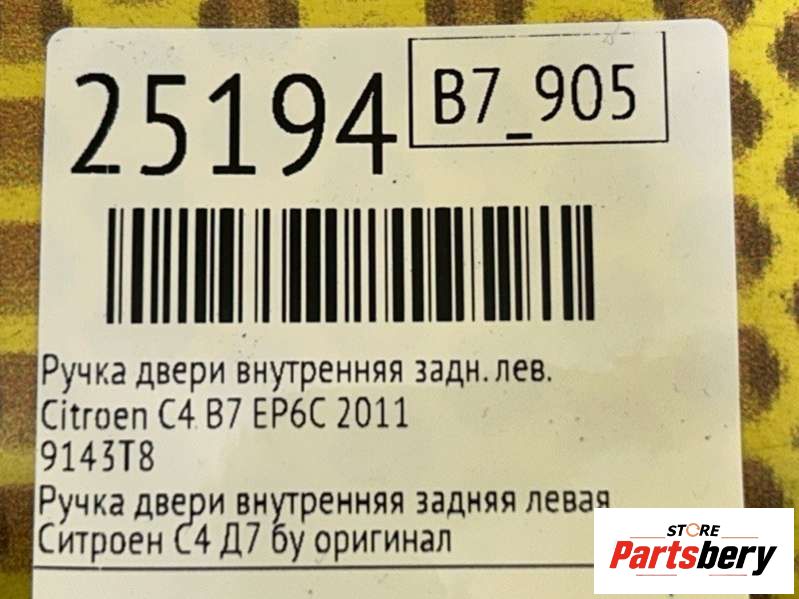 25194
B7_905
Ручка двери внутренняя задн. лев.
Citroen C4 B7 EP6C 2011
9143T8
Ручка двери внутренняя задняя левая
Ситроен С4 Д7 бу оригинал
STORE
Partsbery